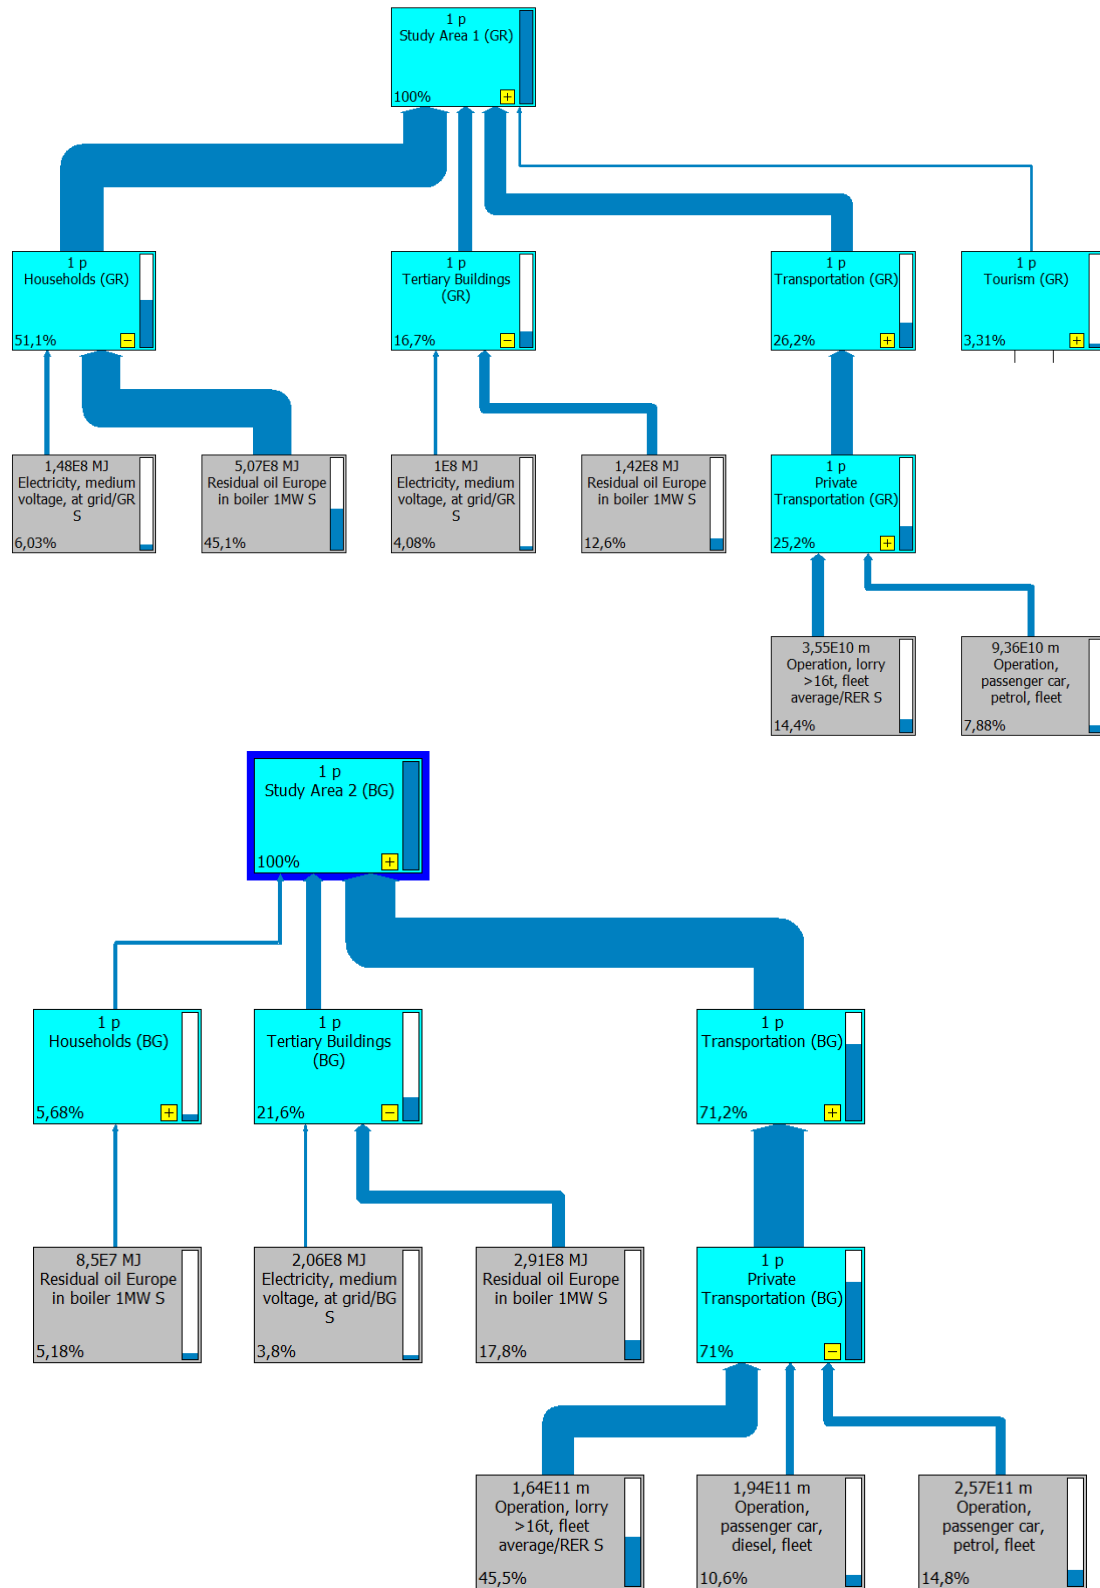 1 p
Study Area 1 (GR)
100%
+
1 p
Households (GR)
51,1%
−
1 p
Tertiary Buildings
(GR)
16,7%
−
1 p
Transportation (GR)
26,2%
+
1 p
Tourism (GR)
3,31%
+
1,48E8 MJ
Electricity, medium
voltage, at grid/GR
S
6,03%
5,07E8 MJ
Residual oil Europe
in boiler 1MW S
45,1%
1E8 MJ
Electricity, medium
voltage, at grid/GR
S
4,08%
1,42E8 MJ
Residual oil Europe
in boiler 1MW S
12,6%
1 p
Private
Transportation (GR)
25,2%
+
3,55E10 m
Operation, lorry
>16t, fleet
average/RER S
14,4%
9,36E10 m
Operation,
passenger car,
petrol, fleet
7,88%
1 p
Study Area 2 (BG)
100%
+
1 p
Households (BG)
5,68%
+
1 p
Tertiary Buildings
(BG)
21,6%
−
1 p
Transportation (BG)
71,2%
+
8,5E7 MJ
Residual oil Europe
in boiler 1MW S
5,18%
2,06E8 MJ
Electricity, medium
voltage, at grid/BG
S
3,8%
2,91E8 MJ
Residual oil Europe
in boiler 1MW S
17,8%
1 p
Private
Transportation (BG)
71%
−
1,64E11 m
Operation, lorry
>16t, fleet
average/RER S
45,5%
1,94E11 m
Operation,
passenger car,
diesel, fleet
10,6%
2,57E11 m
Operation,
passenger car,
petrol, fleet
14,8%